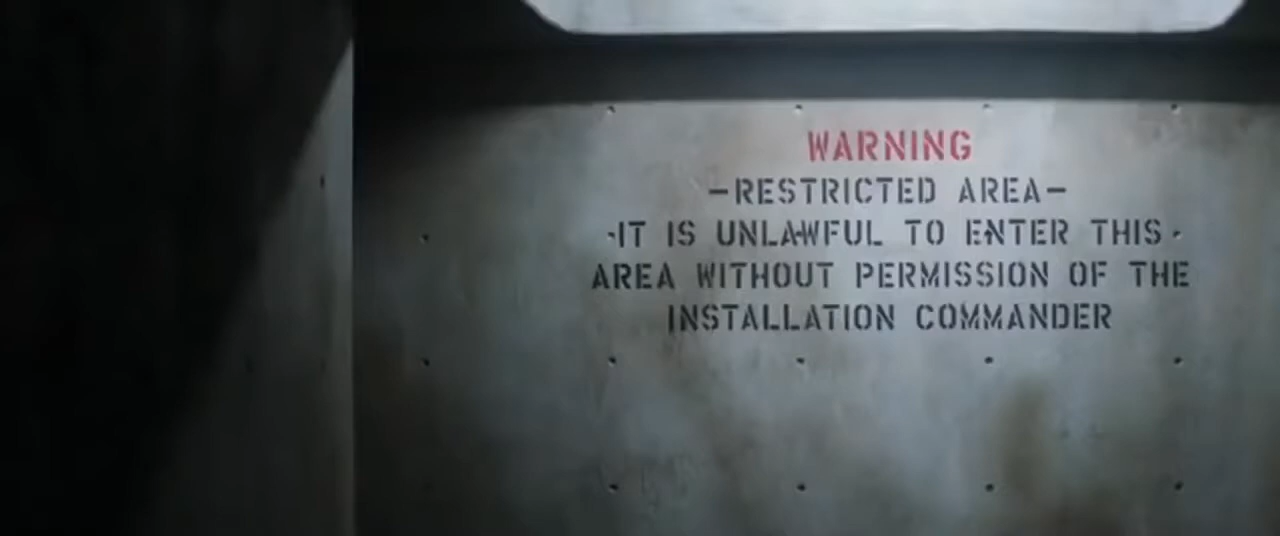 WARNING
-RESTRICTED AREA-
IT IS UNLAWFUL TO ENTER THIS
AREA WITHOUT PERMISSION OF THE
INSTALLATION COMMANDER